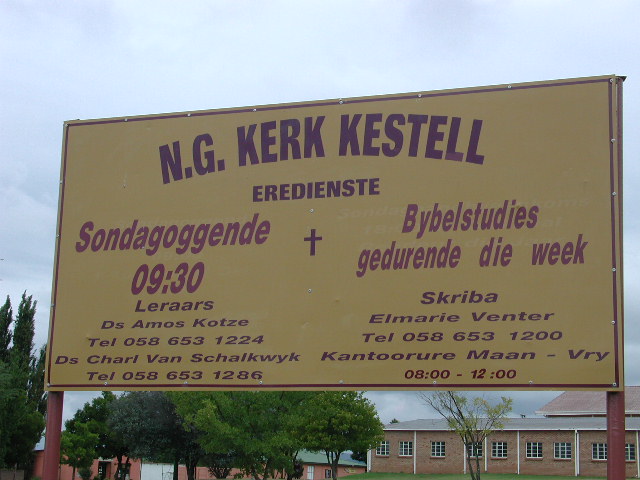 N.G. KERK KESTELL
EREDIENSTE
Sondagoggende
09:30
Leraars
Ds Amos Kotze
Tel 058 653 1224
Ds Charl Van Schalkwyk
Tel 058 653 1286
Bybelstudies
gedurende die week
Skriba
Elmarie Venter
Tel 058 653 1200
Kantoorure Maan - Vry
08:00 - 12:00